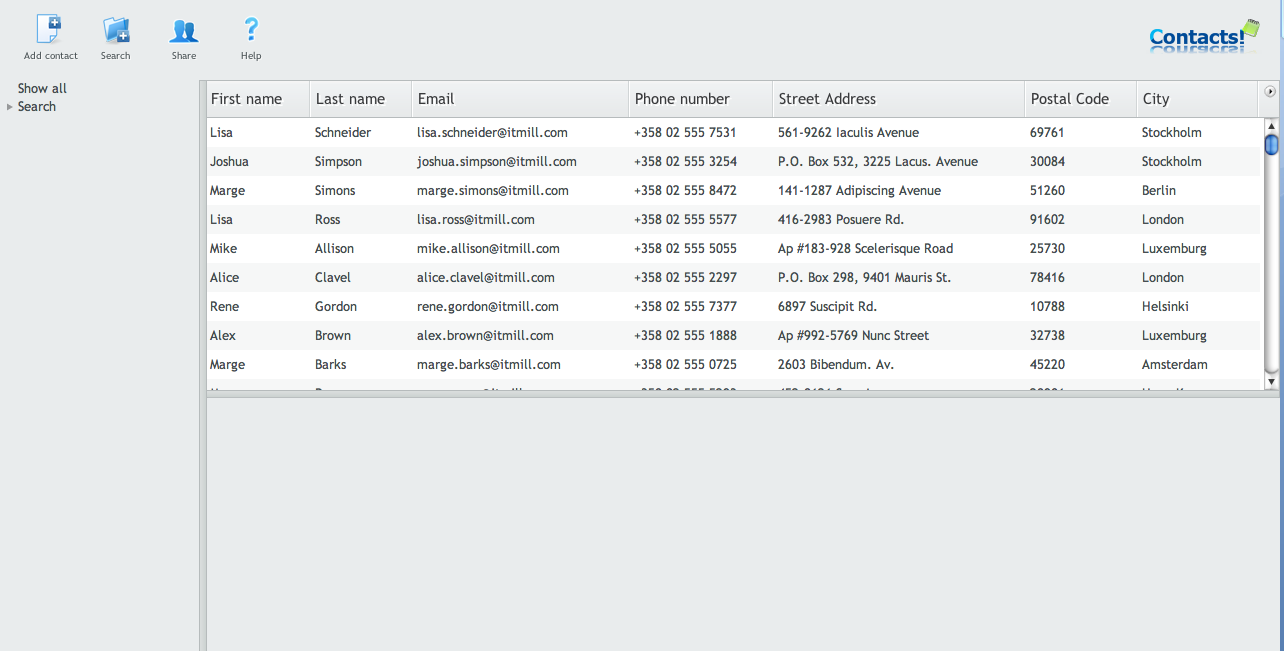 Add contact Search Share Help
Contacts!
Show all
Search
First name Last name Email Phone number Street Address Postal Code City
Lisa Schneider lisa.schneider@itmill.com +358 02 555 7531 561-9262 Iaculis Avenue 69761 Stockholm
Joshua Simpson joshua.simpson@itmill.com +358 02 555 3254 P.O. Box 532, 3225 Lacus. Avenue 30084 Stockholm
Marge Simons marge.simons@itmill.com +358 02 555 8472 141-1287 Adipiscing Avenue 51260 Berlin
Lisa Ross lisa.ross@itmill.com +358 02 555 5577 416-2983 Posuere Rd. 91602 London
Mike Allison mike.allison@itmill.com +358 02 555 5055 Ap #183-928 Scelerisque Road 25730 Luxemburg
Alice Clavel alice.clavel@itmill.com +358 02 555 2297 P.O. Box 298, 9401 Mauris St. 78416 London
Rene Gordon rene.gordon@itmill.com +358 02 555 7377 6897 Suscipit Rd. 10788 Helsinki
Alex Brown alex.brown@itmill.com +358 02 555 1888 Ap #992-5769 Nunc Street 32738 Luxemburg
Marge Barks marge.barks@itmill.com +358 02 555 0725 2603 Bibendum. Av. 45220 Amsterdam